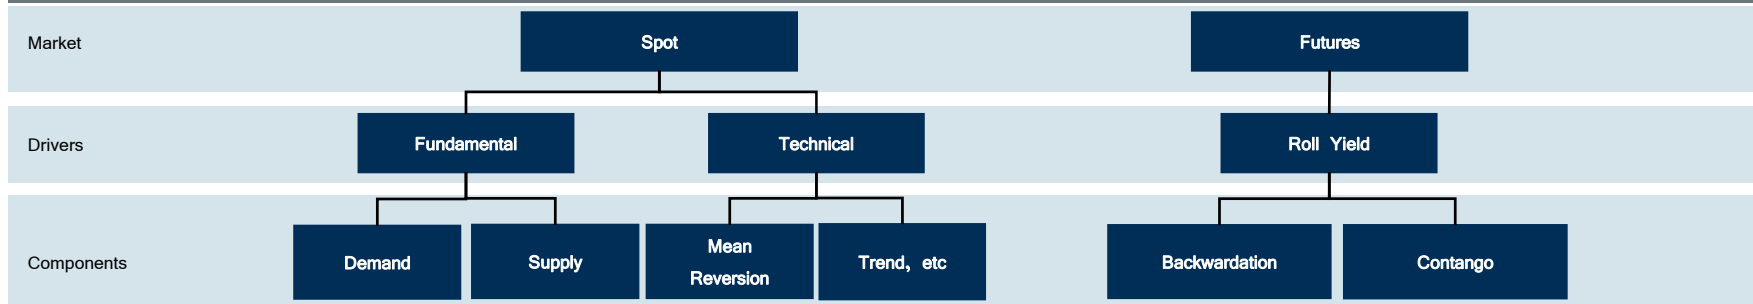 Market
Spot
Futures
Drivers
Fundamental
Technical
Roll Yield
Components
Demand
Supply
Mean
Reversion
Trend, etc
Backwardation
Contango